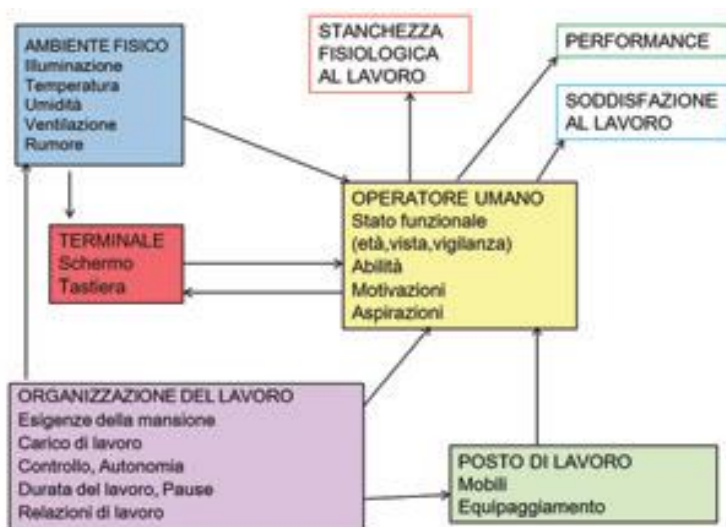 AMBIENTE FISICO
Illuminazione
Temperatura
Umidità
Ventilazione
Rumore
STANCHEZZA
FISIOLOGICA
AL LAVORO
PERFORMANCE
SODDISFAZIONE
AL LAVORO
OPERATORE UMANO
Stato funzionale
(età,vista,vigilanza)
Abilità
Motivazioni
Aspirazioni
TERMINALE
Schermo
Tastiera
ORGANIZZAZIONE DEL LAVORO
Esigenze della mansione
Carico di lavoro
Controllo, Autonomia
Durata del lavoro, Pause
Relazioni di lavoro
POSTO DI LAVORO
Mobili
Equipaggiamento